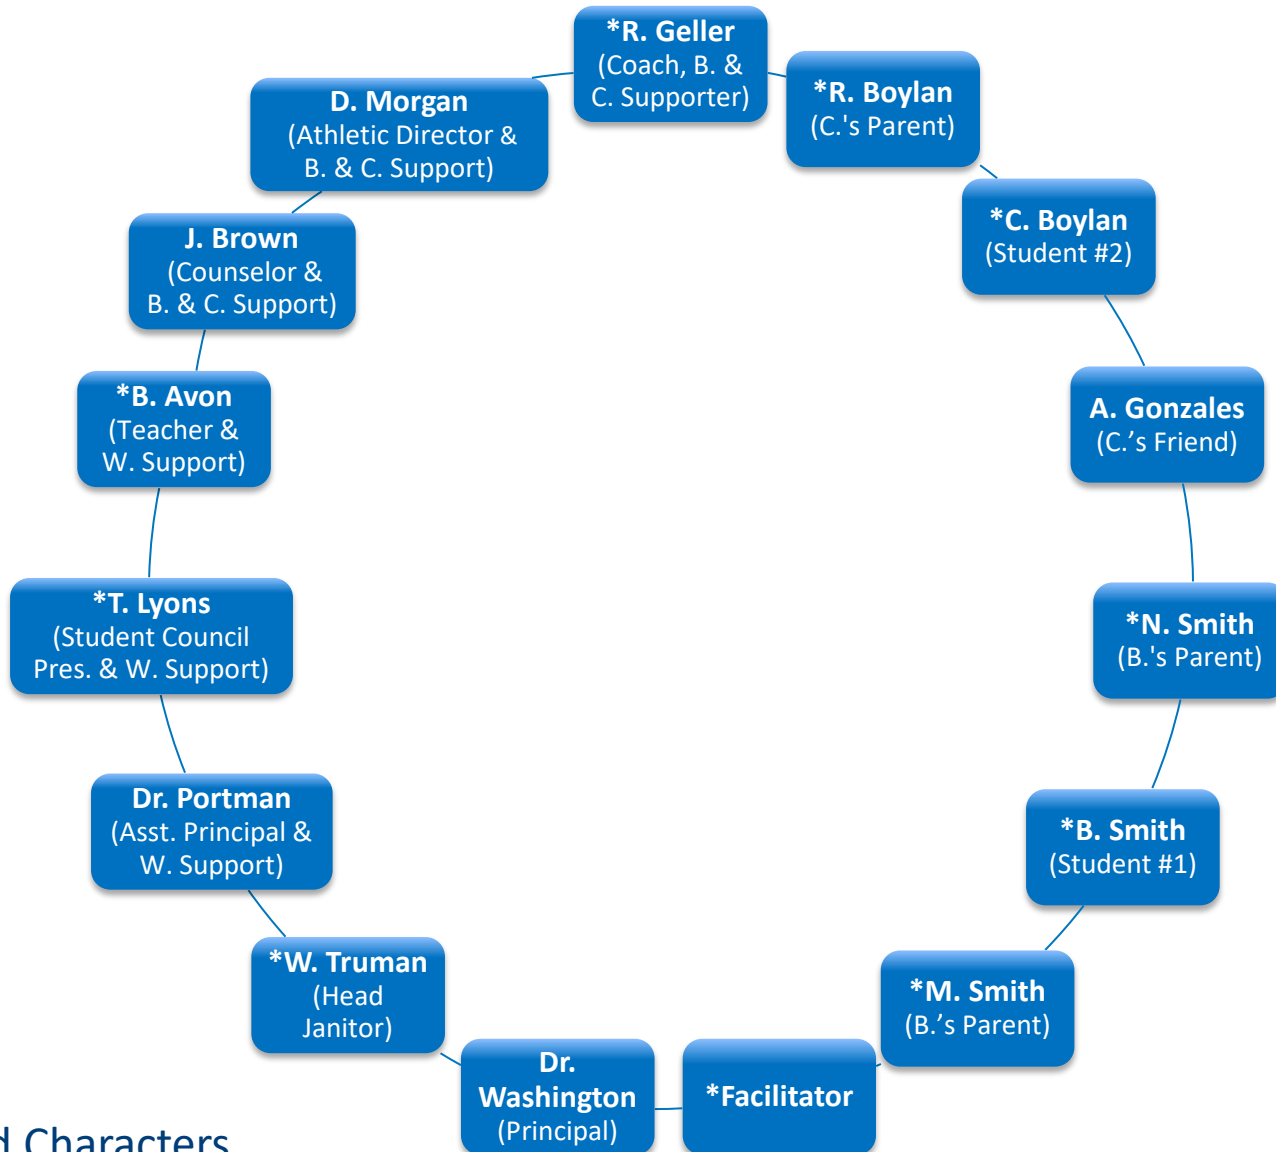 *R. Geller
(Coach, B. &
C. Supporter)
*R. Boylan
(C.'s Parent)
*C. Boylan
(Student #2)
A. Gonzales
(C.’s Friend)
*N. Smith
(B.'s Parent)
*B. Smith
(Student #1)
*M. Smith
(B.’s Parent)
*Facilitator
Dr.
Washington
(Principal)
*W. Truman
(Head
Janitor)
Dr. Portman
(Asst. Principal &
W. Support)
*T. Lyons
(Student Council
Pres. & W. Support)
*B. Avon
(Teacher &
W. Support)
J. Brown
(Counselor &
B. & C. Support)
D. Morgan
(Athletic Director &
B. & C. Support)
Characters